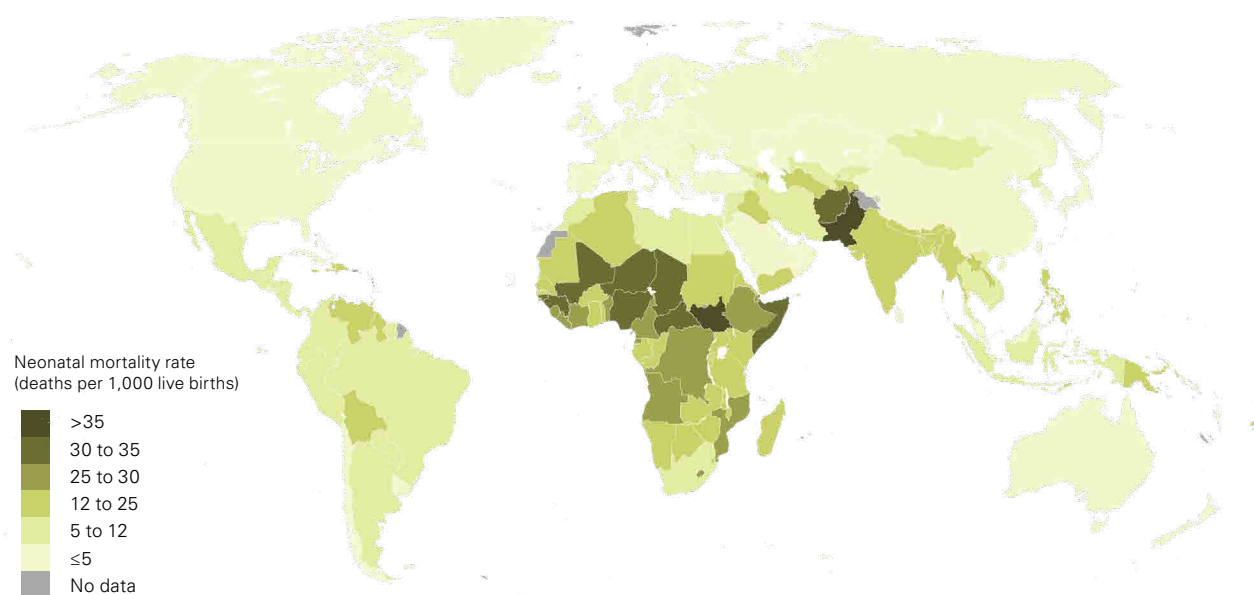 Neonatal mortality rate
(deaths per 1,000 live births)
>35
30 to 35
25 to 30
12 to 25
5 to 12
≤5
No data